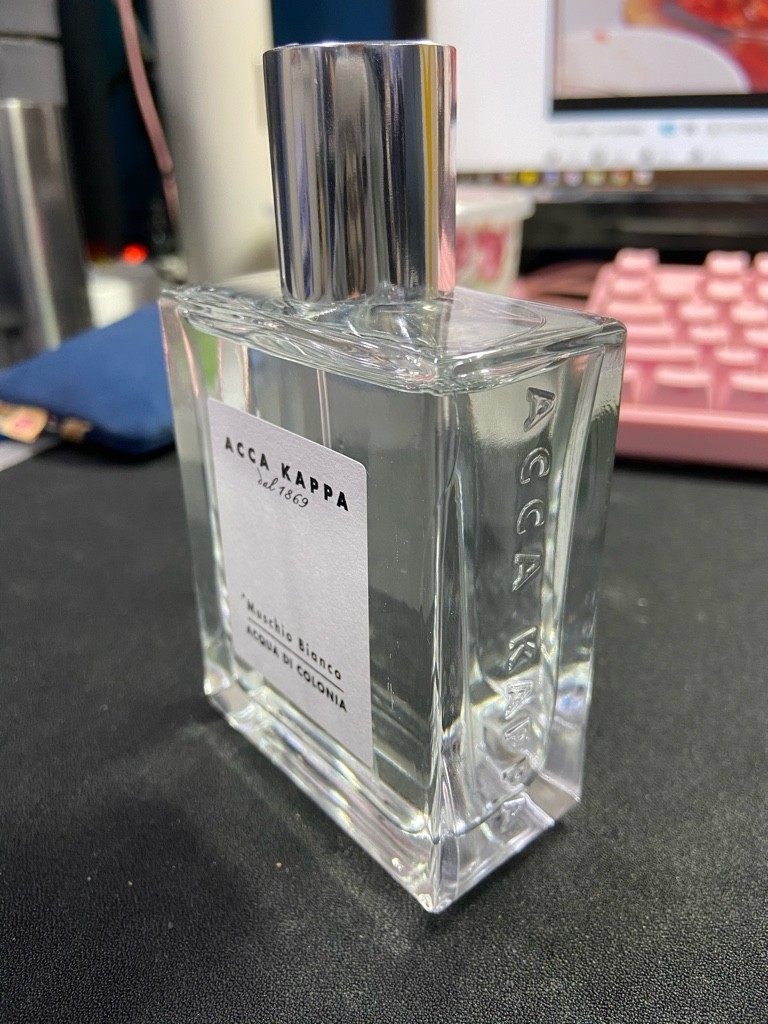 ACCA KAPPA
dal 1869
"Muschio Bianco
ACQUA DI COLONIA
ACCA KAPPA